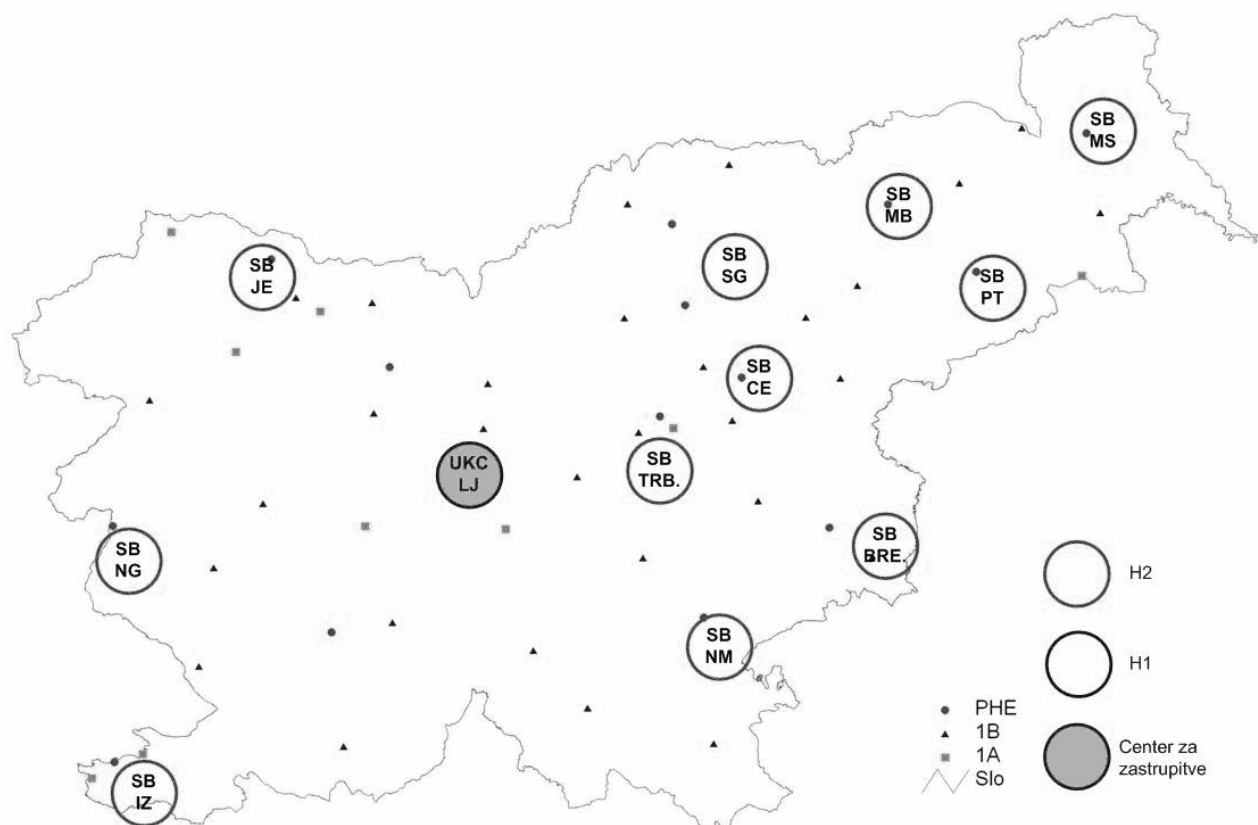 SB
MS
SB
MB
SB
JE
SB
SG
SB
PT
SB
CE
UKC
LJ
SB
TRB.
SB
NG
SB
BRE.
SB
NM
SB
IZ
H2
H1
PHE
1B
1A
Slo
Center za
zastrupitve